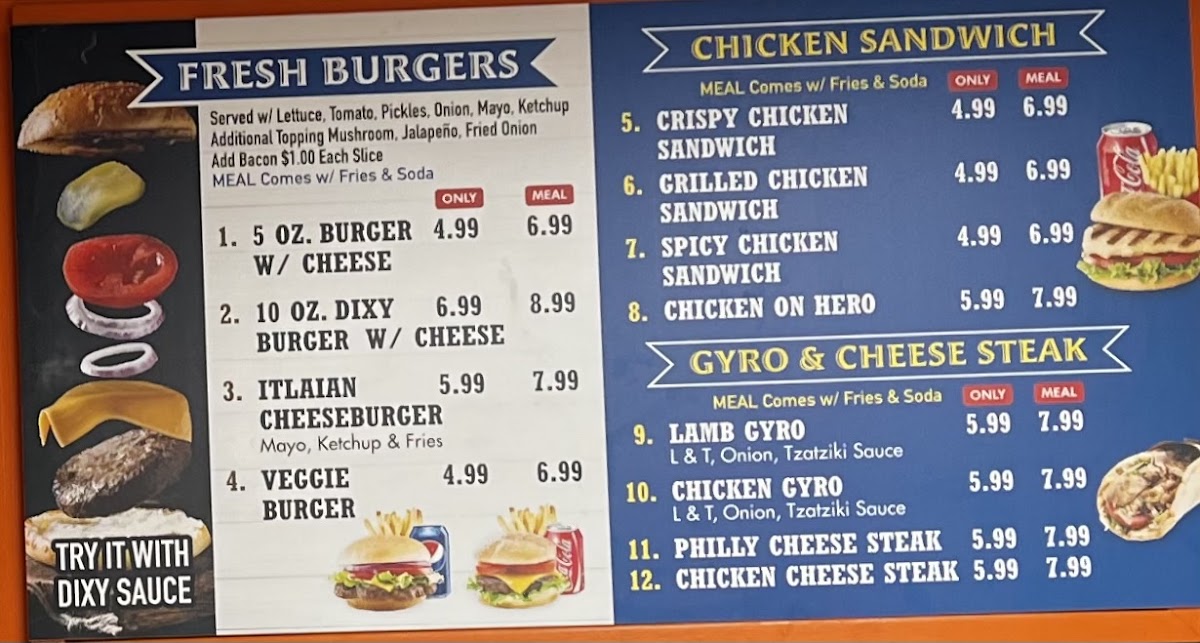 FRESH BURGERS
Served w/ Lettuce, Tomato, Pickles, Onion, Mayo, Ketchup
Additional Topping Mushroom, Jalapeño, Fried Onion
Add Bacon $1.00 Each Slice
MEAL Comes w/ Fries & Soda
ONLY MEAL
1. 5 OZ. BURGER 4.99 6.99
W/ CHEESE
2. 10 OZ. DIXY 6.99 8.99
BURGER W/ CHEESE
3. ITLAIAN 5.99 7.99
CHEESEBURGER
Mayo, Ketchup & Fries
4. VEGGIE 4.99 6.99
BURGER
TRY IT WITH
DIXY SAUCE
Coca-Cola
CHICKEN SANDWICH
MEAL Comes w/ Fries & Soda ONLY MEAL
5. CRISPY CHICKEN 4.99 6.99
SANDWICH
6. GRILLED CHICKEN 4.99 6.99
SANDWICH
7. SPICY CHICKEN 4.99 6.99
SANDWICH
8. CHICKEN ON HERO 5.99 7.99
Coca-Cola
GYRO & CHEESE STEAK
MEAL Comes w/ Fries & Soda ONLY MEAL
9. LAMB GYRO 5.99 7.99
L & T, Onion, Tzatziki Sauce
10. CHICKEN GYRO 5.99 7.99
L & T, Onion, Tzatziki Sauce
11. PHILLY CHEESE STEAK 5.99 7.99
12. CHICKEN CHEESE STEAK 5.99 7.99